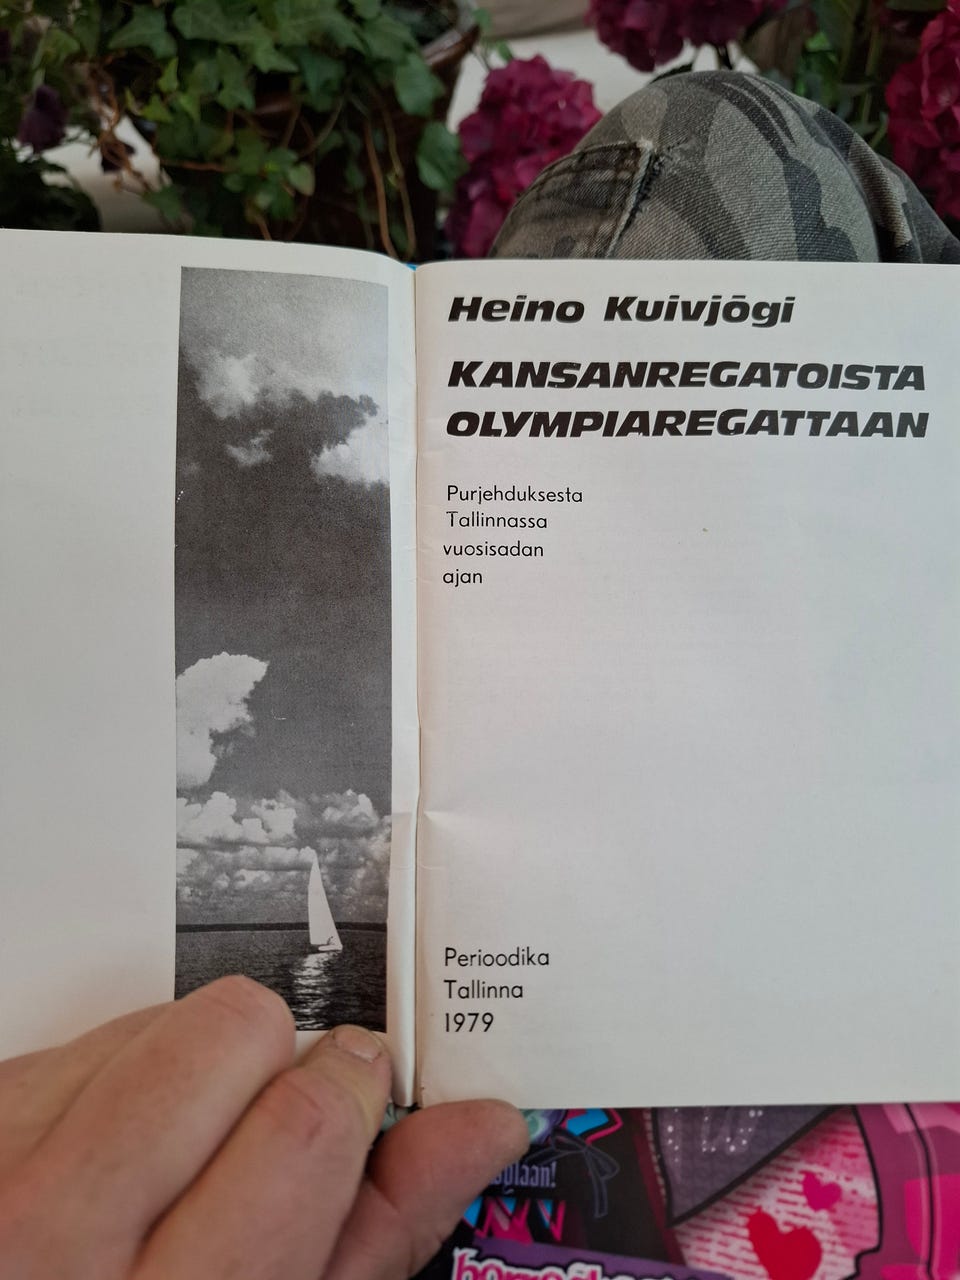 Heino Kuivjõgi
KANSANREGATOISTA
OLYMPIAREGATTAAN
Purjehduksesta
Tallinnassa
vuosisadan
ajan
Perioodika
Tallinna
1979